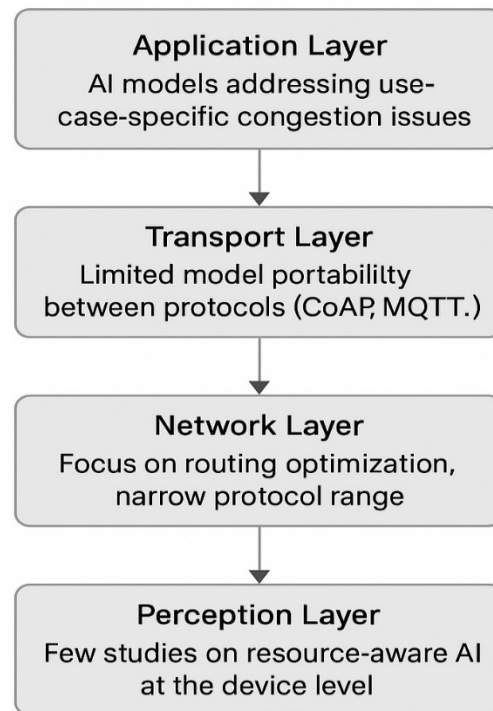 Application Layer
AI models addressing use-
case-specific congestion issues
Transport Layer
Limited model portabililty
between protocols (CoAP, MQTT.)
Network Layer
Focus on routing optimization,
narrow protocol range
Perception Layer
Few studies on resource-aware AI
at the device level